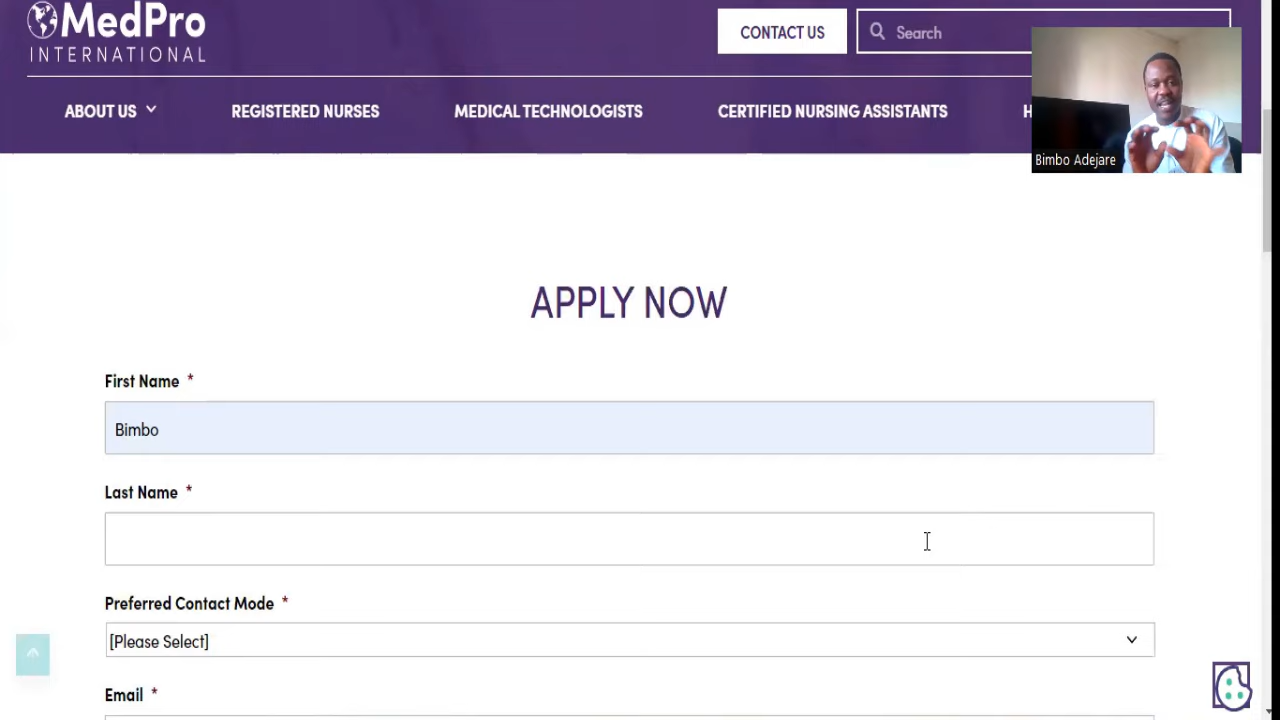 MedPro
INTERNATIONAL
CONTACT US
Search
ABOUT US
REGISTERED NURSES
MEDICAL TECHNOLOGISTS
CERTIFIED NURSING ASSISTANTS
H
Bimbo Adejare
APPLY NOW
First Name *
Bimbo
Last Name *
Preferred Contact Mode *
[Please Select]
Email *